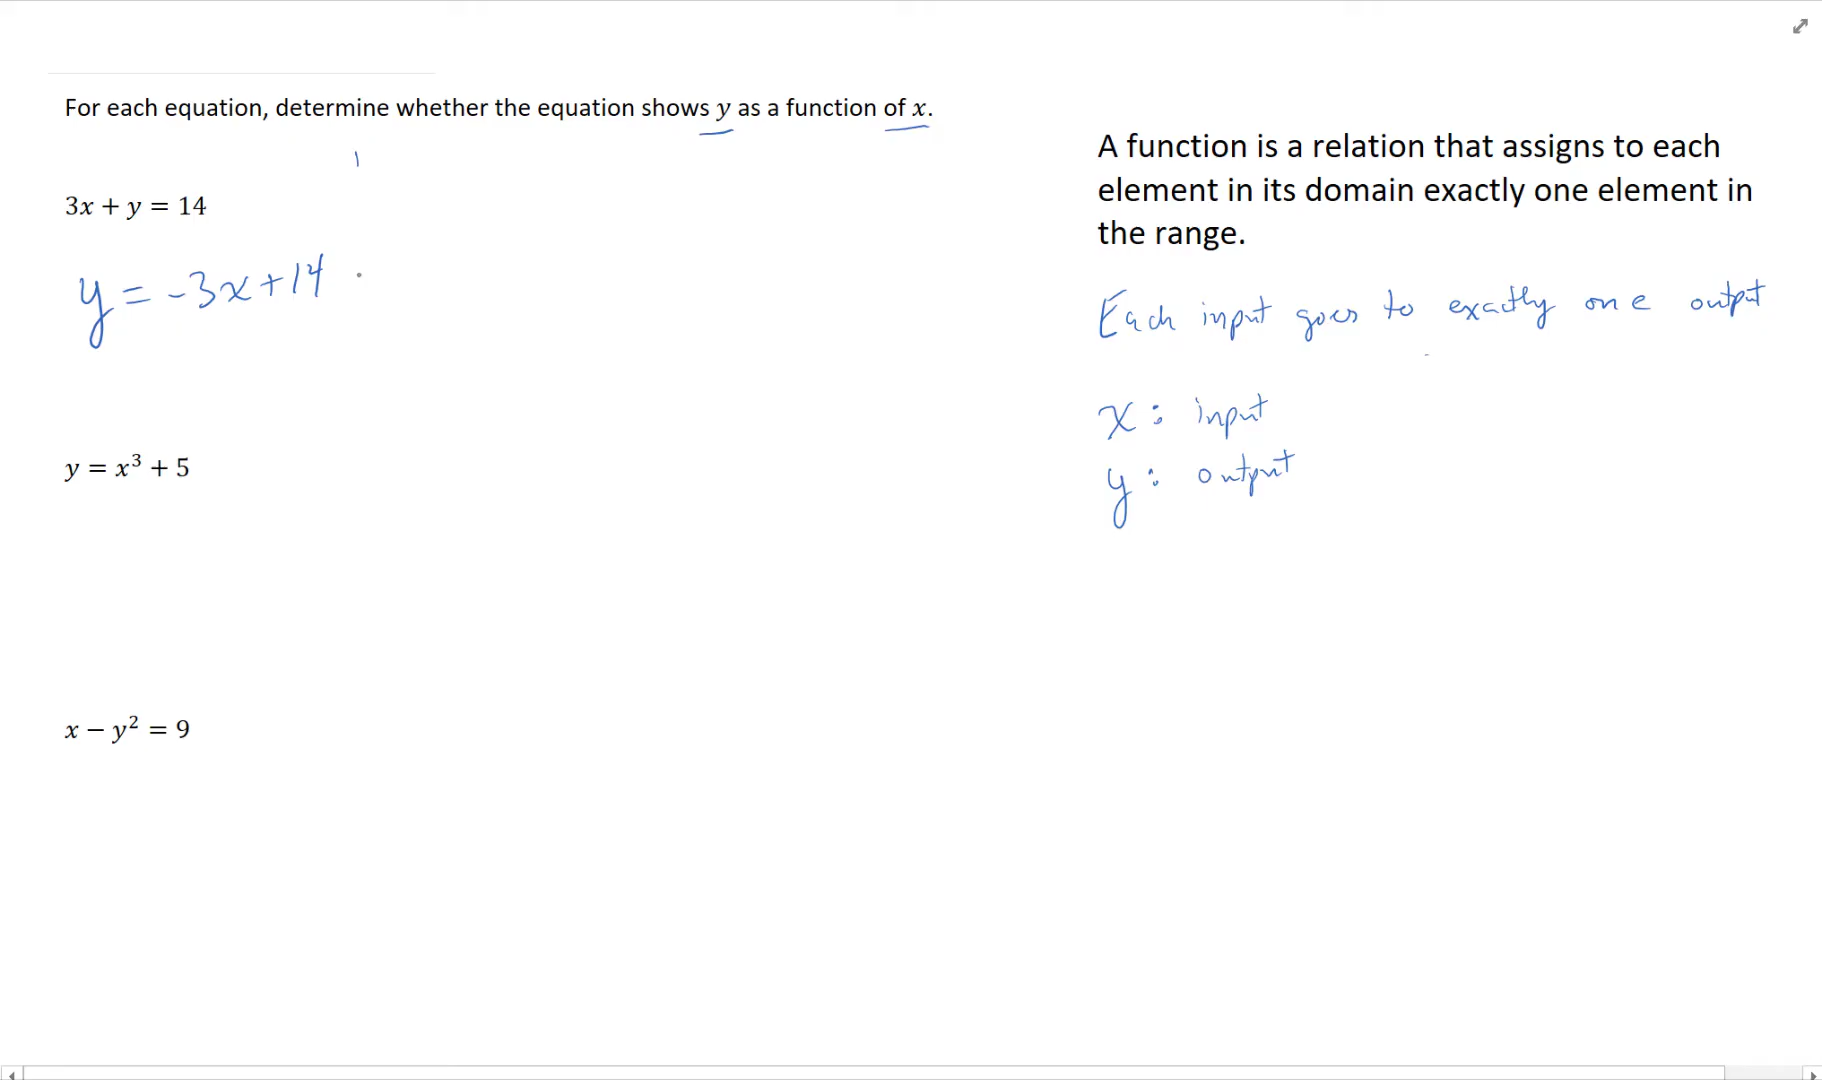 For each equation, determine whether the equation shows y as a function of x.
3x + y = 14
y = -3x+14
y = x³ + 5
x − y² = 9
A function is a relation that assigns to each
element in its domain exactly one element in
the range.
Each input goes to exactly one output
x: input
y: output